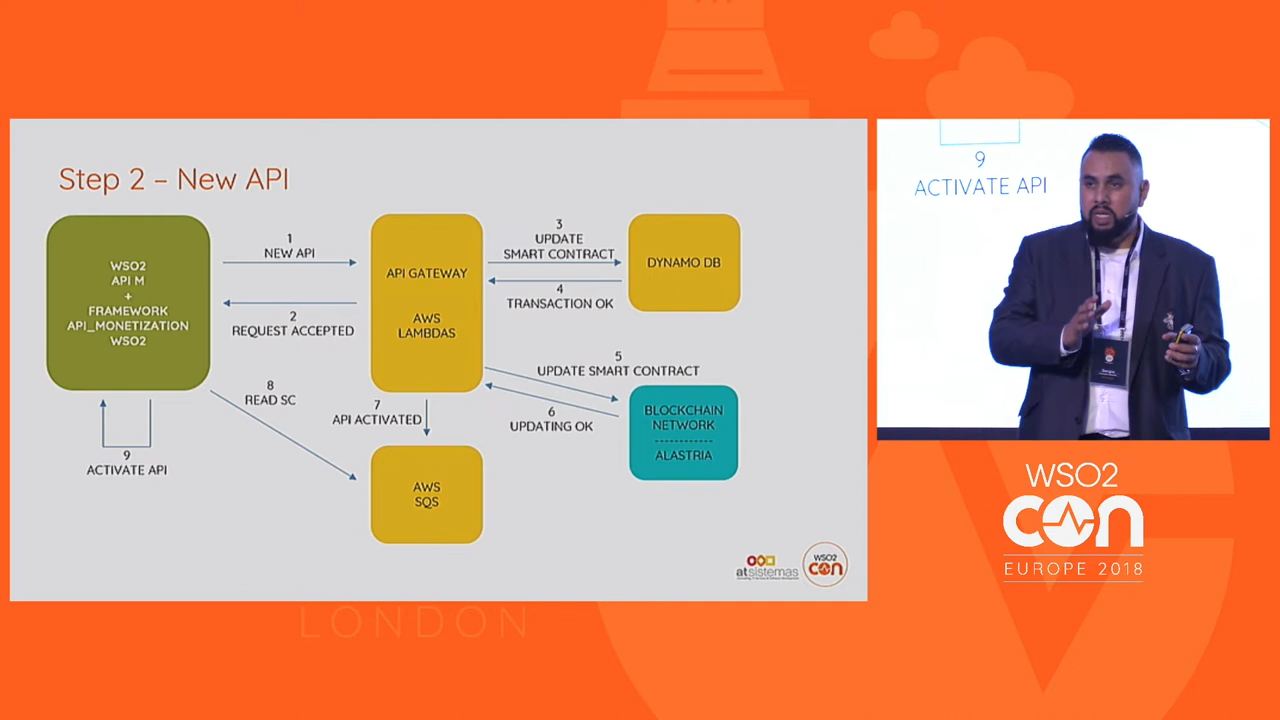 Step 2 – New API
WSO2
API M
+
FRAMEWORK
API_MONETIZATION
WSO2
1
NEW API
2
REQUEST ACCEPTED
API GATEWAY
AWS
LAMBDAS
3
UPDATE
SMART CONTRACT
4
TRANSACTION OK
DYNAMO DB
5
UPDATE SMART CONTRACT
6
UPDATING OK
BLOCKCHAIN
NETWORK
------------
ALASTRIA
7
API ACTIVATED
8
READ SC
9
ACTIVATE API
AWS
SQS
atsistemas
WSO2
CON
9
ACTIVATE API
WSO2
CON
EUROPE 2018
LONDON